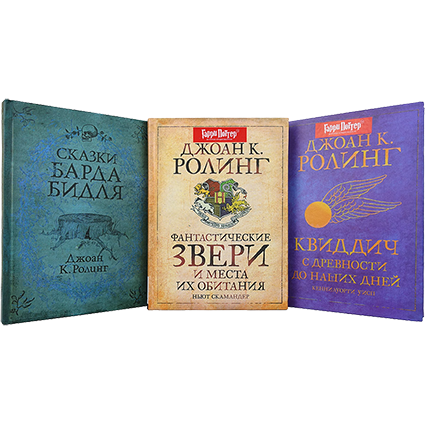 СКАЗКИ
БАРДА
БИДЛЯ
Джоан
К. Ролинг
Гарри Поттер
ДЖОАН К.
РОЛИНГ
ФАНТАСТИЧЕСКИЕ
ЗВЕРИ
И МЕСТА
ИХ ОБИТАНИЯ
НЬЮТ САМАНДЕР
Гарри Поттер
ДЖОАН К.
РОЛИНГ
КВИДДИЧ
С ДРЕВНОСТИ
ДО НАШИХ ДНЕЙ